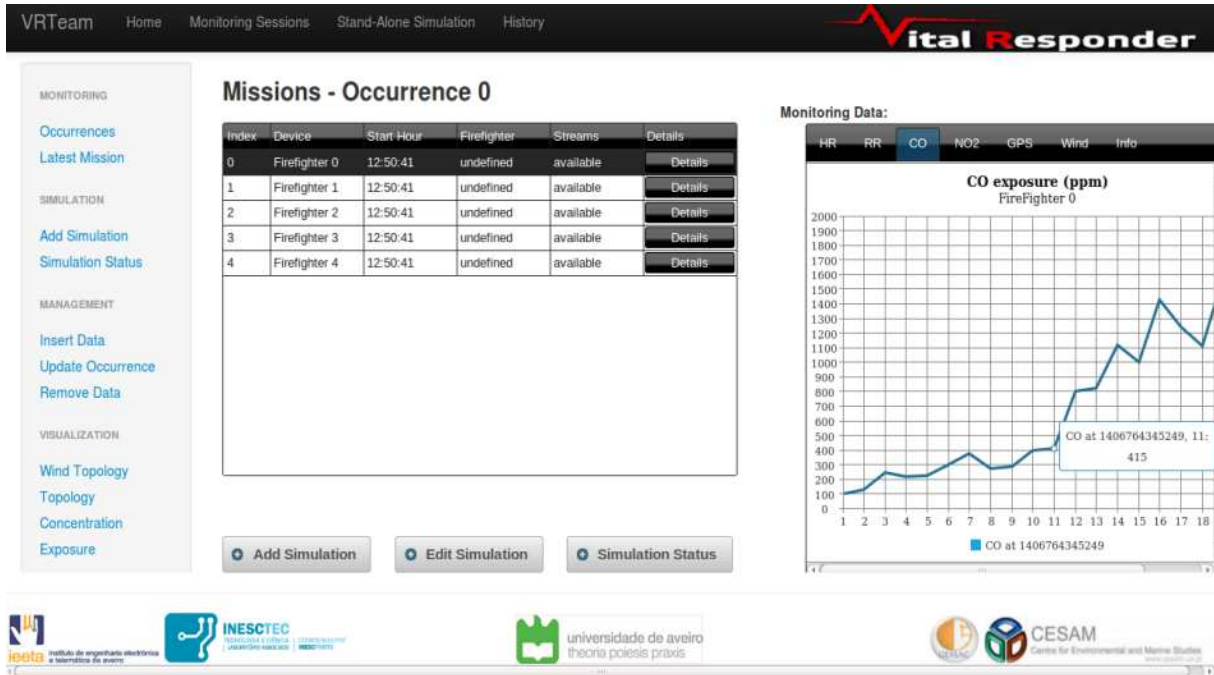 VRTeam Home Monitoring Sessions Stand-Alone Simulation History
Vital Responder
MONITORING
Occurrences
Latest Mission
SIMULATION
Add Simulation
Simulation Status
MANAGEMENT
Insert Data
Update Occurrence
Remove Data
VISUALIZATION
Wind Topology
Topology
Concentration
Exposure
Missions - Occurrence 0
Index Device Start Hour Firefighter Streams Details
0 Firefighter 0 12:50:41 undefined available Details
1 Firefighter 1 12:50:41 undefined available Details
2 Firefighter 2 12:50:41 undefined available Details
3 Firefighter 3 12:50:41 undefined available Details
4 Firefighter 4 12:50:41 undefined available Details
Add Simulation Edit Simulation Simulation Status
Monitoring Data:
HR RR CO NO2 GPS Wind Info
CO exposure (ppm)
FireFighter 0
2000
1900
1800
1700
1600
1500
1400
1300
1200
1100
1000
900
800
700
600
500
400
300
200
100
0
CO at 1406764345249, 11:
415
1 2 3 4 5 6 7 8 9 10 11 12 13 14 15 16 17 18
CO at 1406764345249
ieeta instituto de engenharia electrónica
e telemática de aveiro
INESCTEC
universidade de aveiro
theoria poiesis praxis
CESAM
Centre for Environmental and Marine Studies